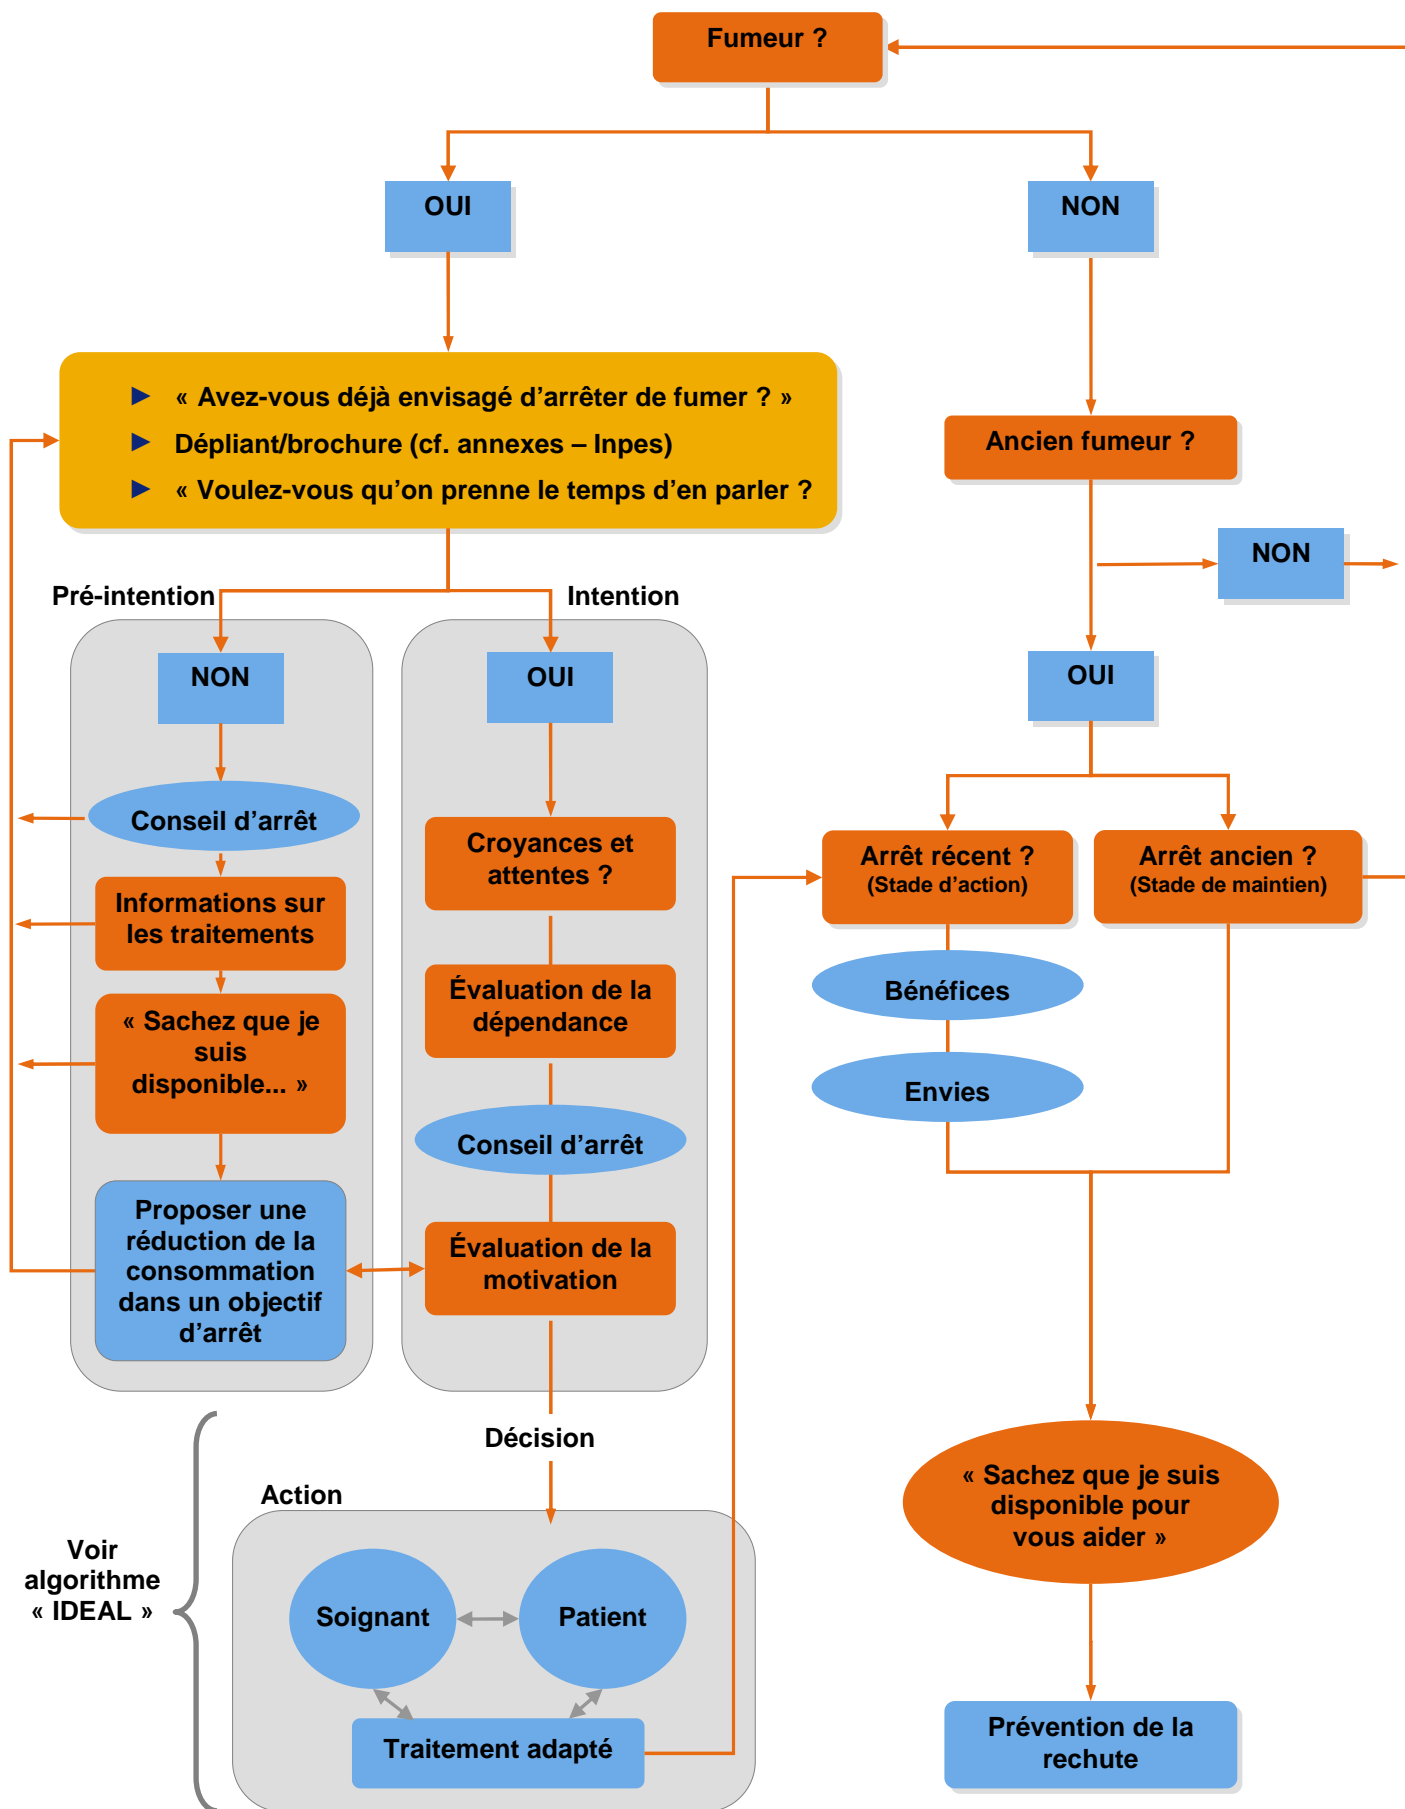 Fumeur ?
OUI
NON
► « Avez-vous déjà envisagé d’arrêter de fumer ? »
► Dépliant/brochure (cf. annexes – Inpes)
► « Voulez-vous qu’on prenne le temps d’en parler ?
Ancien fumeur ?
NON
OUI
Pré-intention
Intention
NON
Conseil d’arrêt
Informations sur
les traitements
« Sachez que je
suis
disponible... »
Proposer une
réduction de la
consommation
dans un objectif
d’arrêt
OUI
Croyances et
attentes ?
Évaluation de la
dépendance
Conseil d’arrêt
Évaluation de la
motivation
Décision
Action
Voir
algorithme
« IDEAL »
Soignant
Patient
Traitement adapté
Arrêt récent ?
(Stade d’action)
Bénéfices
Envies
Arrêt ancien ?
(Stade de maintien)
« Sachez que je suis
disponible pour
vous aider »
Prévention de la
rechute